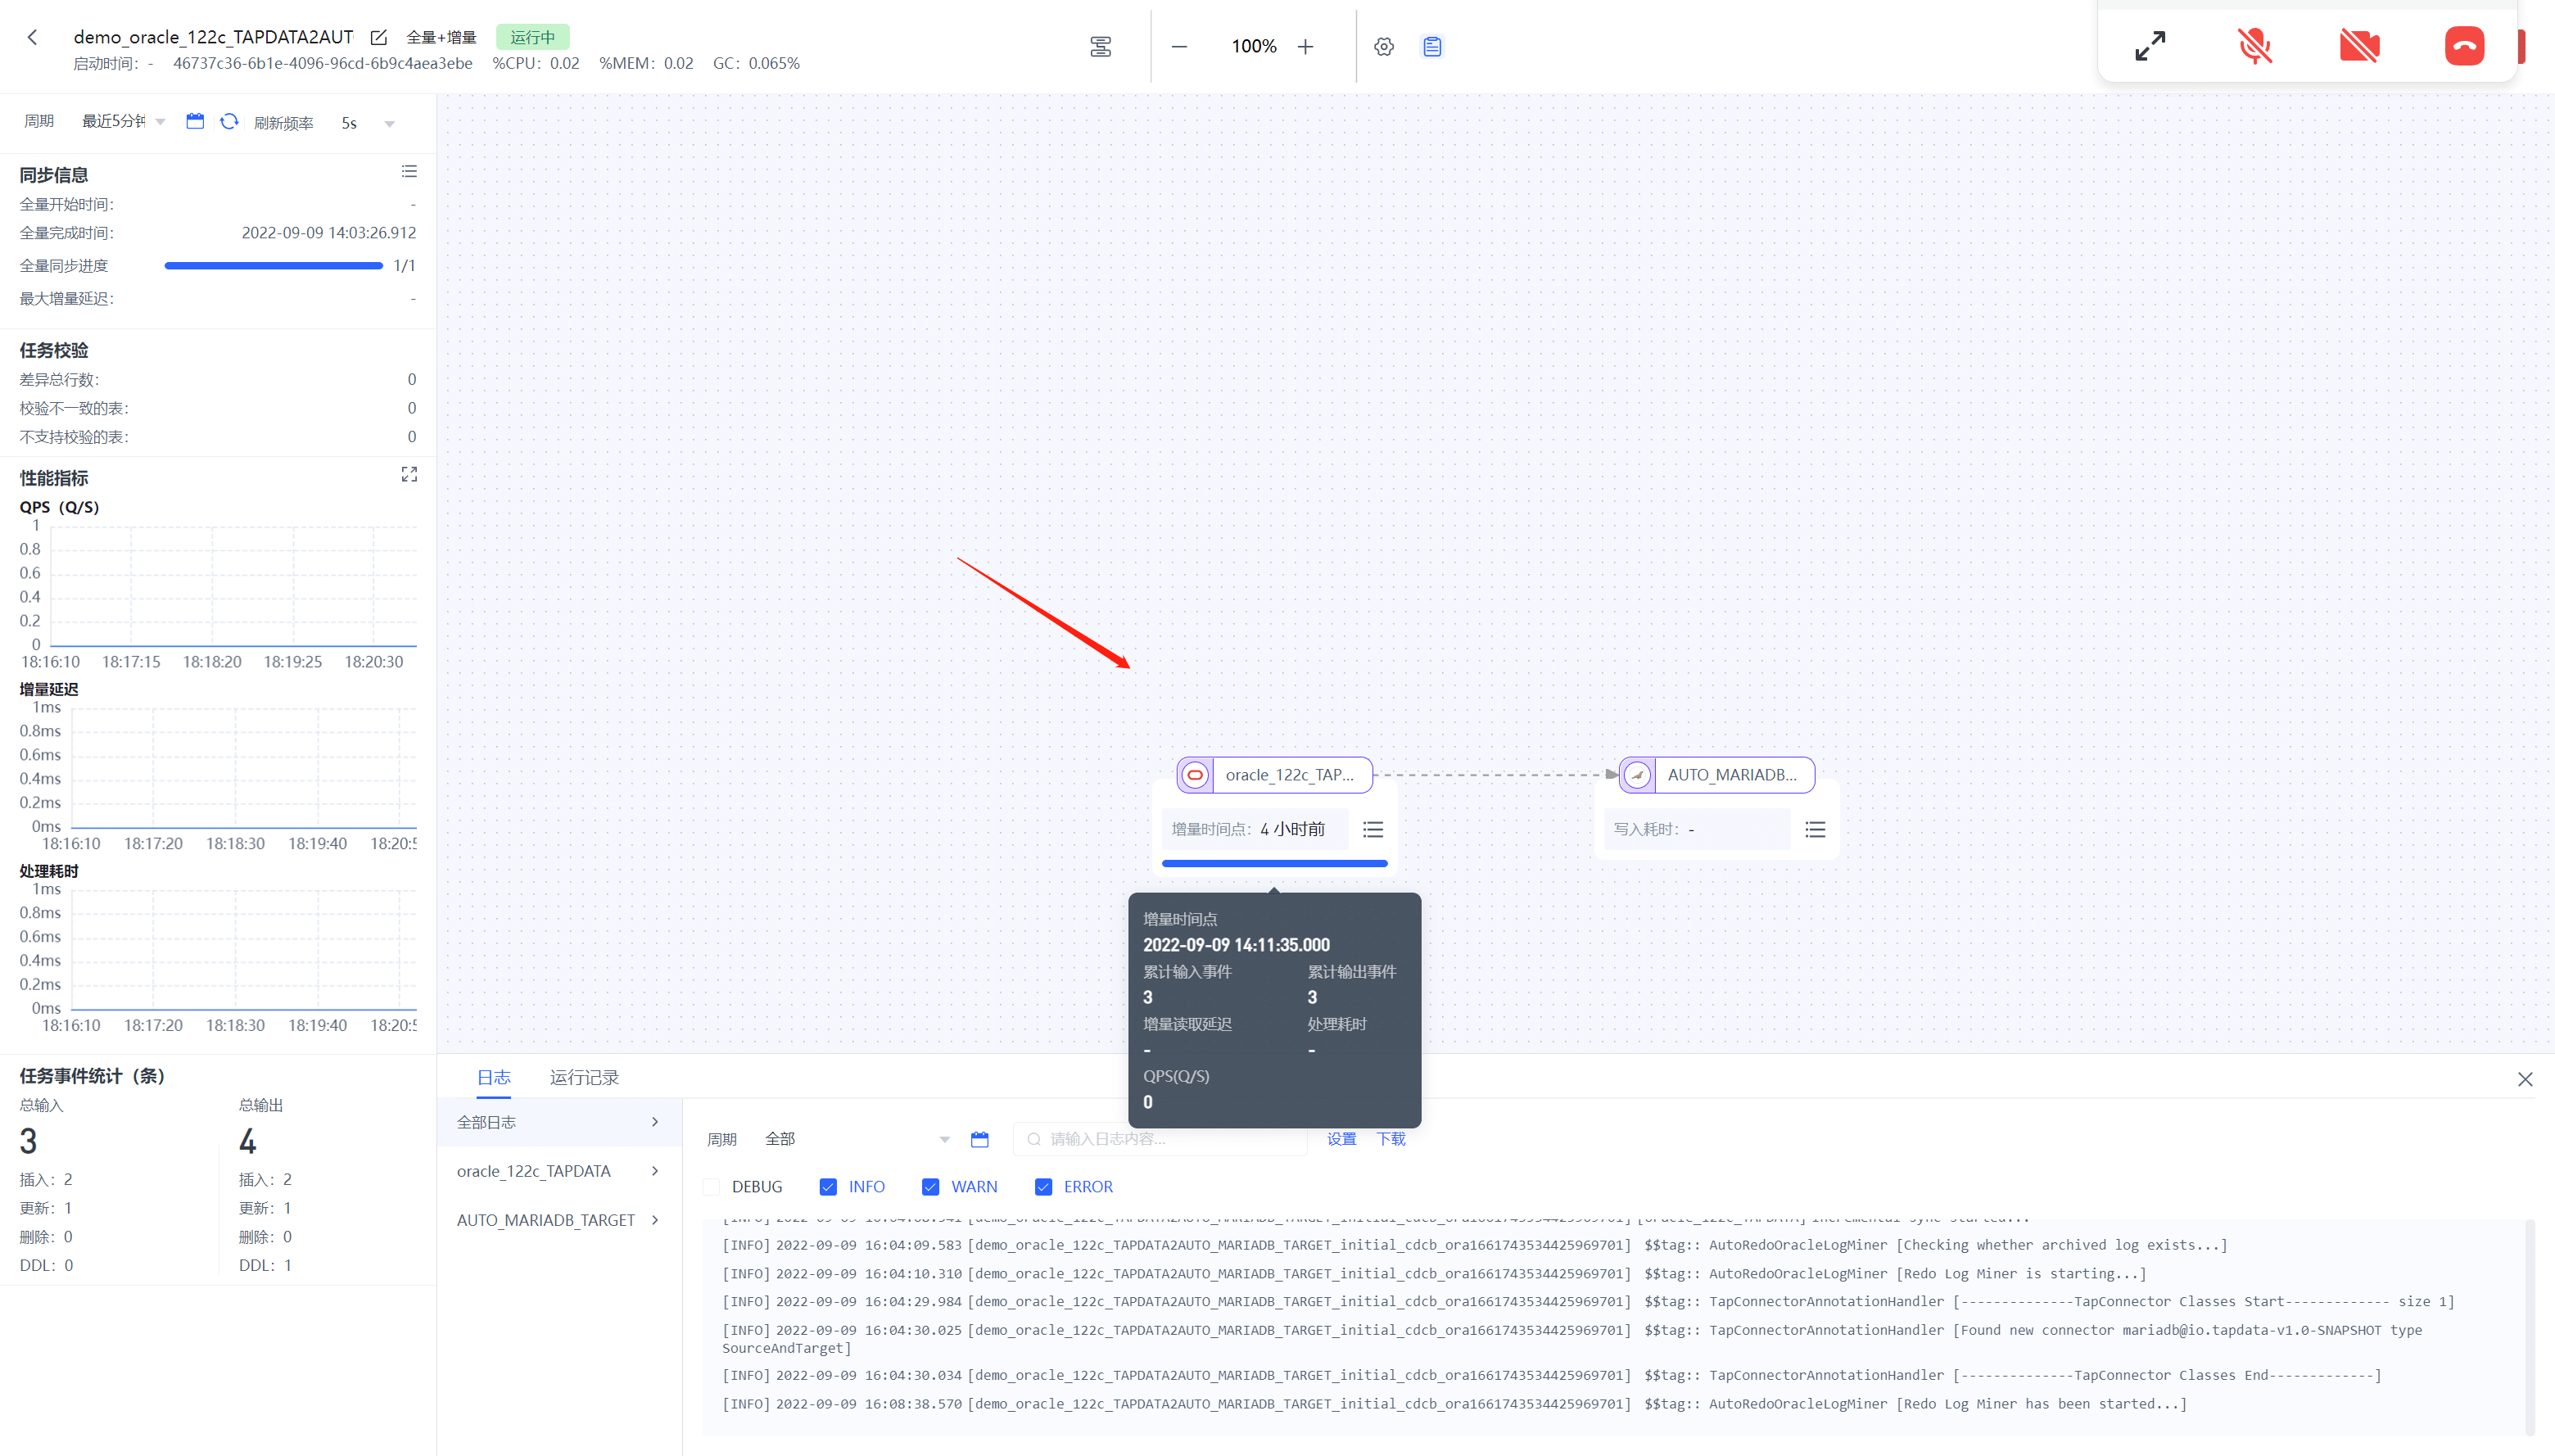 demo_oracle_122c_TAPDATA2AUT 全量+增量 运行中
启动时间: - 46737c36-6b1e-4096-96cd-6b9c4aea3ebe %CPU: 0.02 %MEM: 0.02 GC: 0.065%
100%
周期 最近5分钟 刷新频率 5s
同步信息
全量开始时间: -
全量完成时间: 2022-09-09 14:03:26.912
全量同步进度 1/1
最大增量延迟: -
任务校验
差异总行数: 0
校验不一致的表: 0
不支持校验的表: 0
性能指标
QPS（Q/S）
1
0.8
0.6
0.4
0.2
0
18:16:10 18:17:15 18:18:20 18:19:25 18:20:30
增量延迟
1ms
0.8ms
0.6ms
0.4ms
0.2ms
0ms
18:16:10 18:17:20 18:18:30 18:19:40 18:20:5
处理耗时
1ms
0.8ms
0.6ms
0.4ms
0.2ms
0ms
18:16:10 18:17:20 18:18:30 18:19:40 18:20:5
任务事件统计（条）
总输入 总输出
3 4
插入: 2 插入: 2
更新: 1 更新: 1
删除: 0 删除: 0
DDL: 0 DDL: 1
oracle_122c_TAP... AUTO_MARIADB...
增量时间点: 4 小时前 写入耗时: -
增量时间点
2022-09-09 14:11:35.000
累计输入事件 累计输出事件
3 3
增量读取延迟 处理耗时
- -
QPS(Q/S)
0
日志 运行记录
全部日志
oracle_122c_TAPDATA
AUTO_MARIADB_TARGET
周期 全部 请输入日志内容... 设置 下载
DEBUG INFO WARN ERROR
[INFO] 2022-09-09 16:04:08.541 [demo_oracle_122c_TAPDATA2AUTO_MARIADB_TARGET_initial_cdcb_ora1661743534425969701] [oracle_122c_TAPDATA] Incremental sync started...
[INFO] 2022-09-09 16:04:09.583 [demo_oracle_122c_TAPDATA2AUTO_MARIADB_TARGET_initial_cdcb_ora1661743534425969701] $$tag:: AutoRedoOracleLogMiner [Checking whether archived log exists...]
[INFO] 2022-09-09 16:04:10.310 [demo_oracle_122c_TAPDATA2AUTO_MARIADB_TARGET_initial_cdcb_ora1661743534425969701] $$tag:: AutoRedoOracleLogMiner [Redo Log Miner is starting...]
[INFO] 2022-09-09 16:04:29.984 [demo_oracle_122c_TAPDATA2AUTO_MARIADB_TARGET_initial_cdcb_ora1661743534425969701] $$tag:: TapConnectorAnnotationHandler [--------------TapConnector Classes Start------------- size 1]
[INFO] 2022-09-09 16:04:30.025 [demo_oracle_122c_TAPDATA2AUTO_MARIADB_TARGET_initial_cdcb_ora1661743534425969701] $$tag:: TapConnectorAnnotationHandler [Found new connector mariadb@io.tapdata-v1.0-SNAPSHOT type
SourceAndTarget]
[INFO] 2022-09-09 16:04:30.034 [demo_oracle_122c_TAPDATA2AUTO_MARIADB_TARGET_initial_cdcb_ora1661743534425969701] $$tag:: TapConnectorAnnotationHandler [--------------TapConnector Classes End-------------]
[INFO] 2022-09-09 16:08:38.570 [demo_oracle_122c_TAPDATA2AUTO_MARIADB_TARGET_initial_cdcb_ora1661743534425969701] $$tag:: AutoRedoOracleLogMiner [Redo Log Miner has been started...]